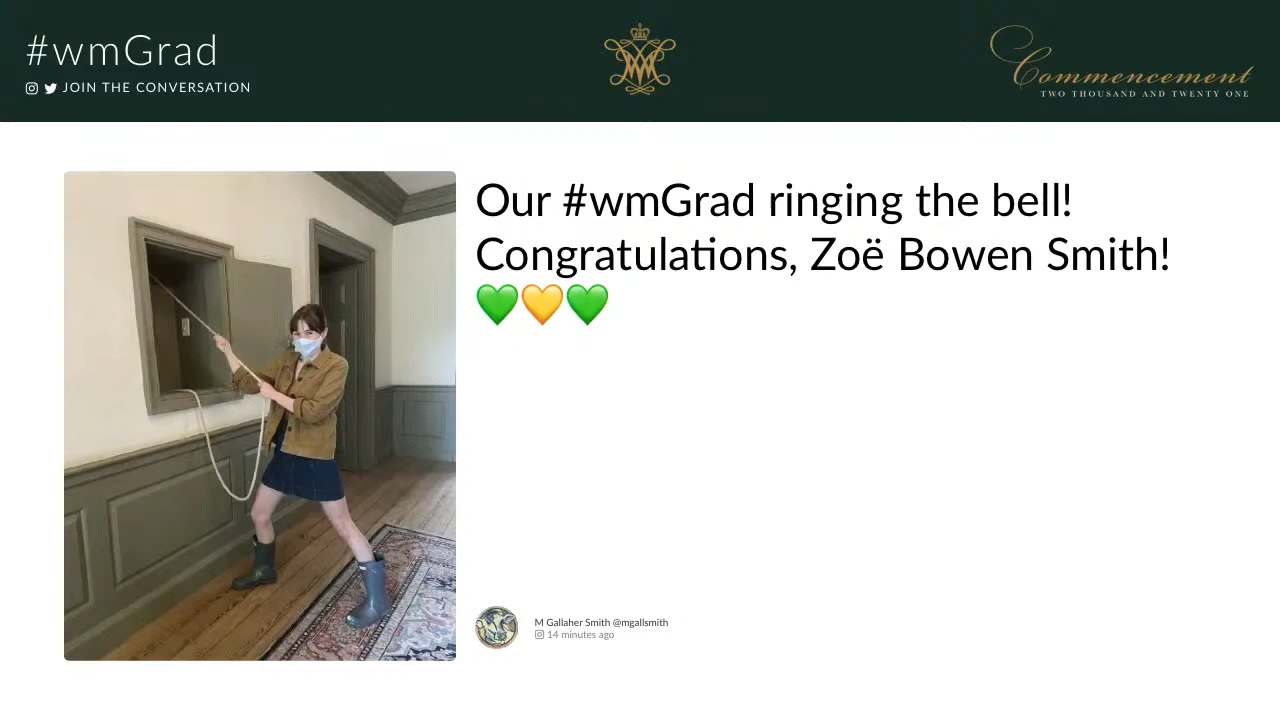 #wmGrad
JOIN THE CONVERSATION
Commencement
TWO THOUSAND AND TWENTY ONE
Our #wmGrad ringing the bell!
Congratulations, Zoë Bowen Smith!
💚💛💚
M Gallaher Smith @mgallsmith
14 minutes ago